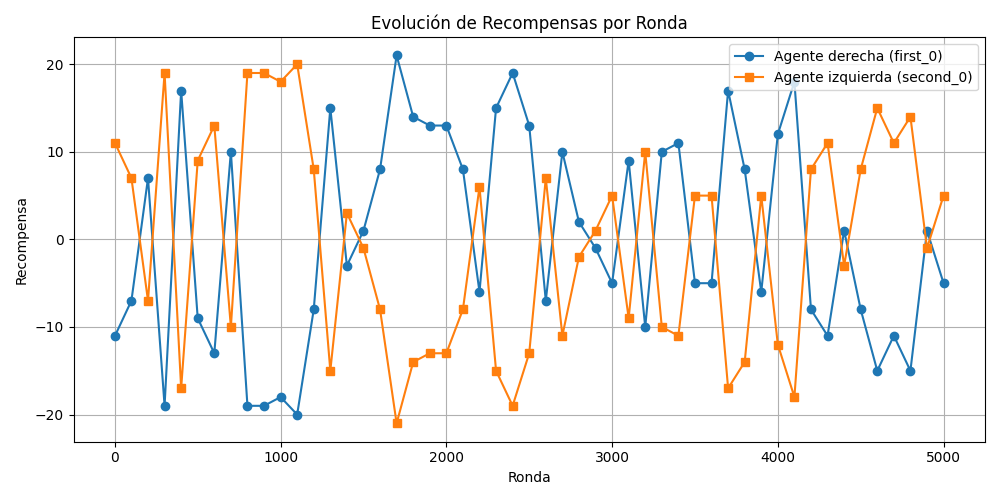 Evolución de Recompensas por Ronda
Agente derecha (first_0)
Agente izquierda (second_0)
Recompensa
20
10
0
−10
−20
0
1000
2000
3000
4000
5000
Ronda